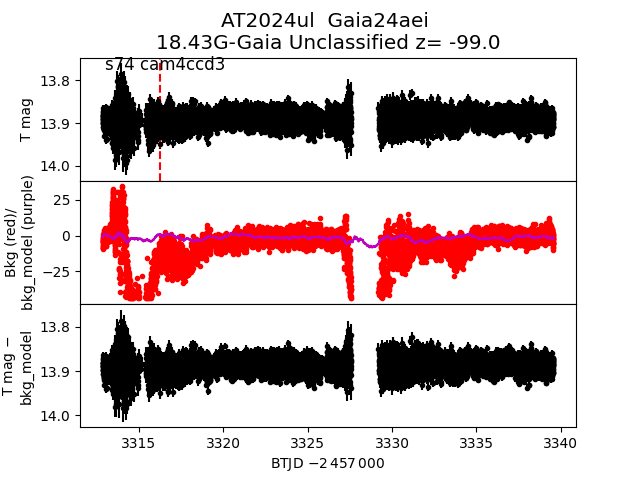 AT2024ul  Gaia24aei
18.43G-Gaia Unclassified z= -99.0
s74 cam4ccd3
T mag
13.8
13.9
14.0
Bkg (red)/
bkg_model (purple)
25
0
−25
T mag −
bkg_model
13.8
13.9
14.0
3315 3320 3325 3330 3335 3340
BTJD −2 457 000